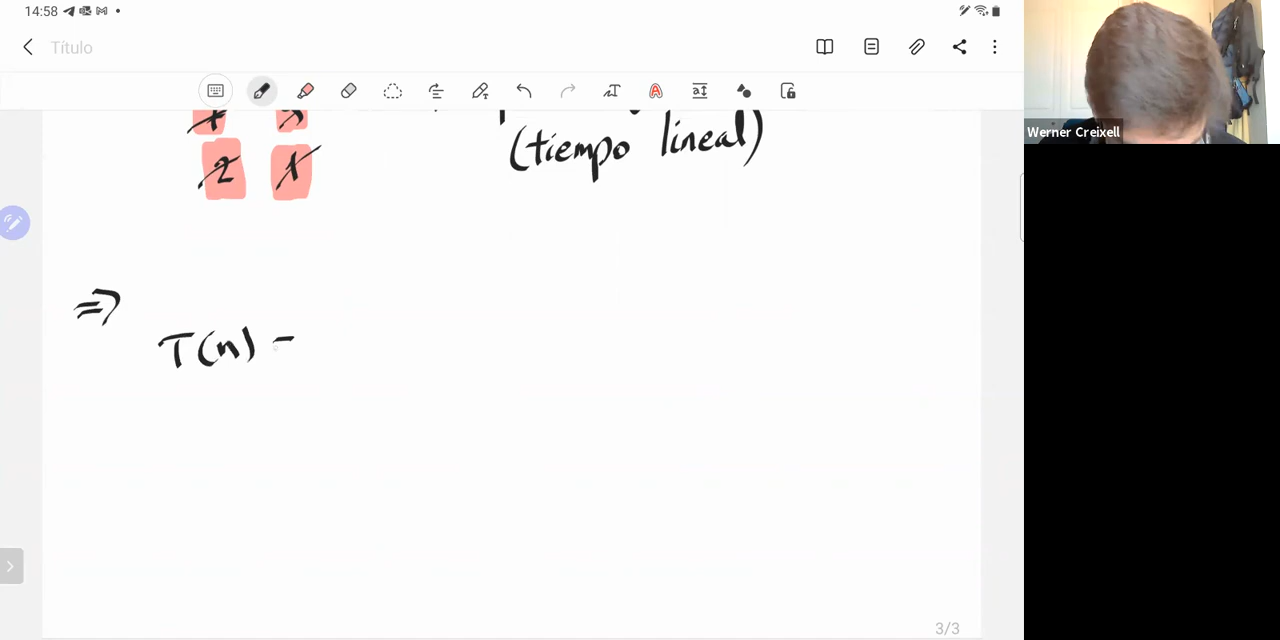 14:58
Título
Werner Creixell
(tiempo lineal)
2 1
=>
T(n) =
3/3